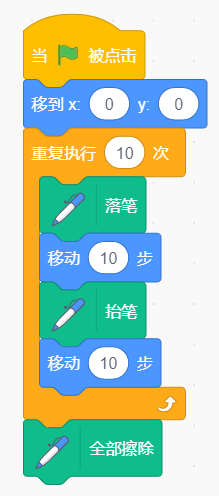 当 被点击
移到 x: 0 y: 0
重复执行 10 次
落笔
移动 10 步
抬笔
移动 10 步
全部擦除